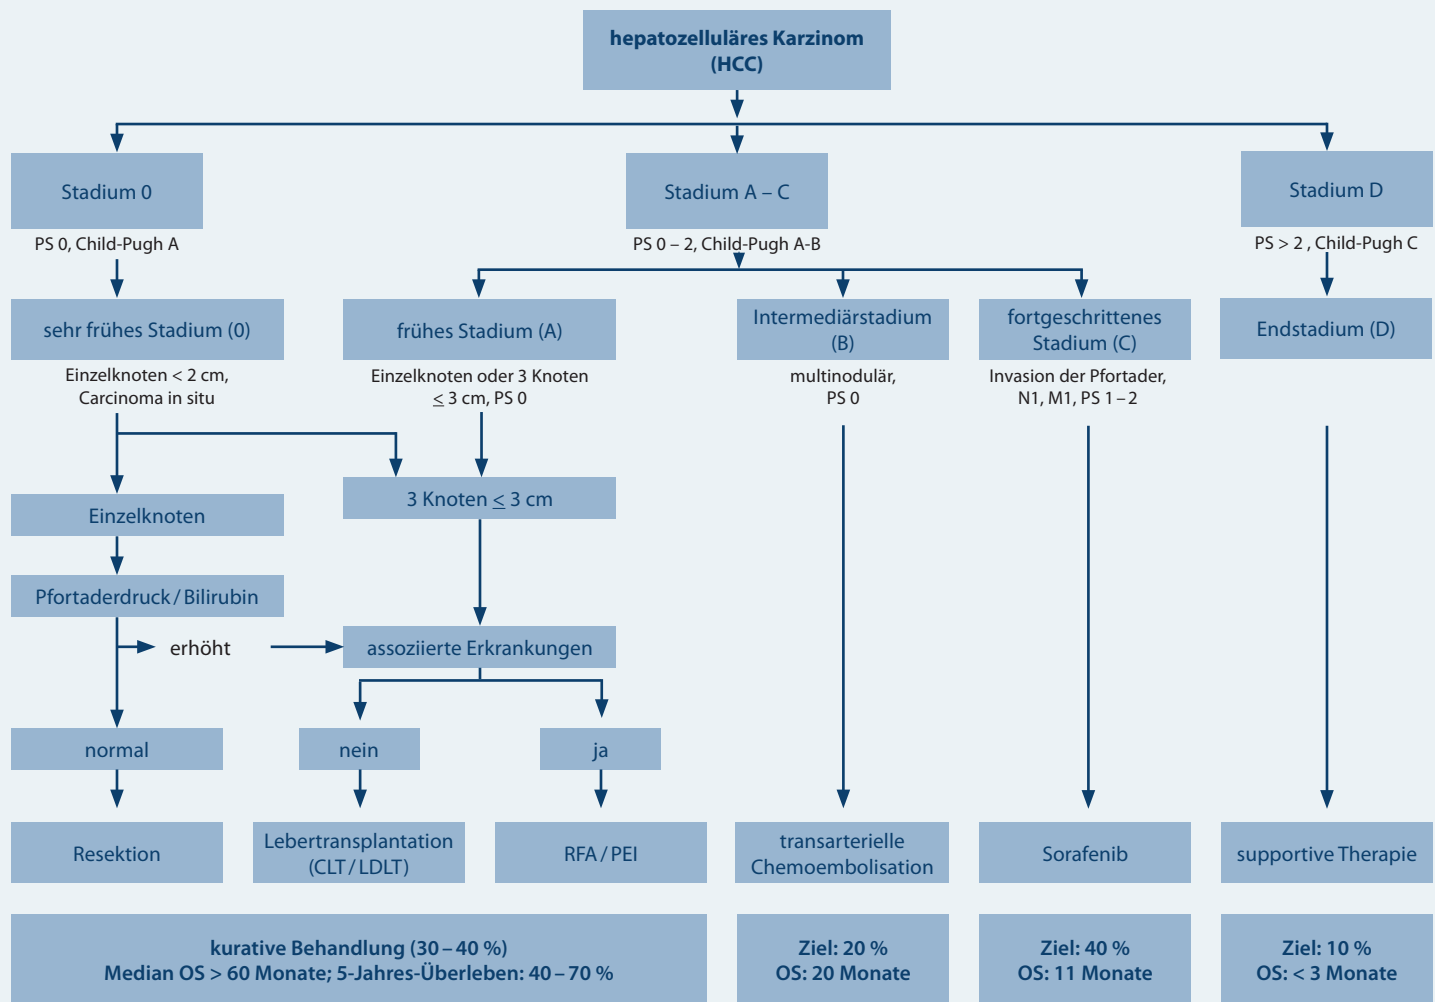 hepatozelluläres Karzinom
(HCC)
Stadium 0
Stadium A – C
Stadium D
PS 0, Child-Pugh A
PS 0 – 2, Child-Pugh A-B
PS > 2 , Child-Pugh C
sehr frühes Stadium (0)
frühes Stadium (A)
Intermediärstadium
(B)
fortgeschrittenes
Stadium (C)
Endstadium (D)
Einzelknoten < 2 cm,
Carcinoma in situ
Einzelknoten oder 3 Knoten
≤ 3 cm, PS 0
multinodulär,
PS 0
Invasion der Pfortader,
N1, M1, PS 1 – 2
Einzelknoten
3 Knoten ≤ 3 cm
Pfortaderdruck / Bilirubin
erhöht
assoziierte Erkrankungen
normal
nein
ja
Resektion
Lebertransplantation
(CLT / LDLT)
RFA / PEI
transarterielle
Chemoembolisation
Sorafenib
supportive Therapie
kurative Behandlung (30 – 40 %)
Median OS > 60 Monate; 5-Jahres-Überleben: 40 – 70 %
Ziel: 20 %
OS: 20 Monate
Ziel: 40 %
OS: 11 Monate
Ziel: 10 %
OS: < 3 Monate